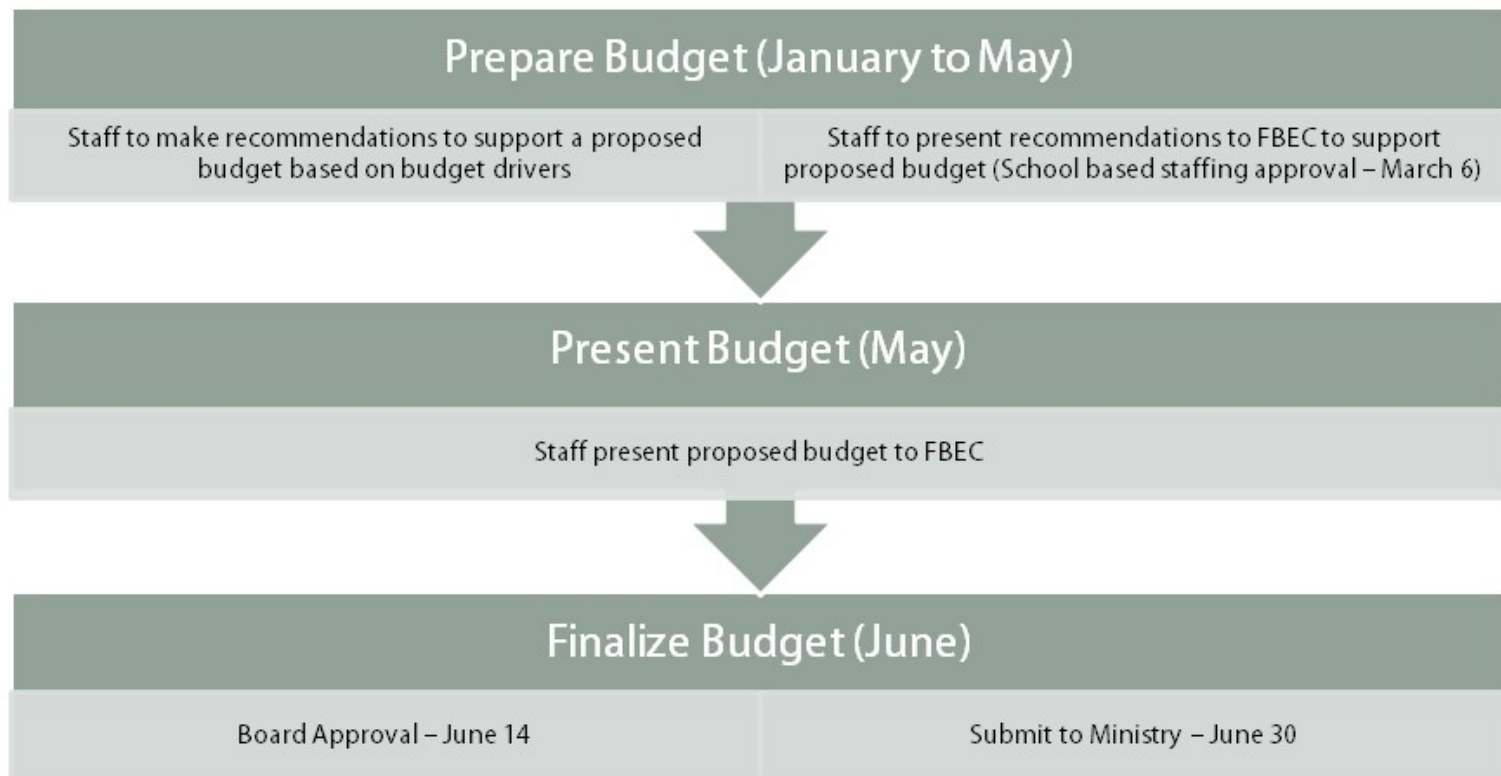 Prepare Budget (January to May)
Staff to make recommendations to support a proposed
budget based on budget drivers
Staff to present recommendations to FBEC to support
proposed budget (School based staffing approval – March 6)
Present Budget (May)
Staff present proposed budget to FBEC
Finalize Budget (June)
Board Approval – June 14
Submit to Ministry – June 30